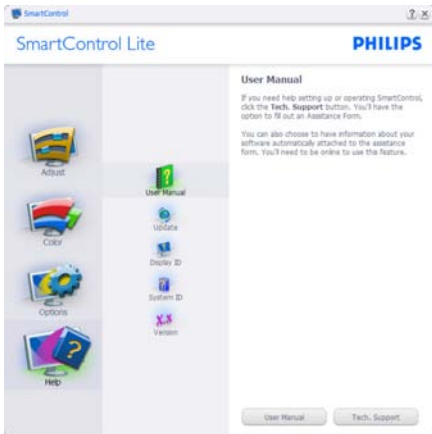 SmartControl
? X
SmartControl Lite
PHILIPS
Adjust
Color
Options
Help
User Manual
Update
Display ID
System ID
X.x
Version
User Manual
If you need help setting up or operating SmartControl,
click the Tech. Support button. You'll have the
option to fill out an Assistance Form.
You can also choose to have information about your
software automatically attached to the assistance
form. You'll need to be online to use this feature.
User Manual
Tech. Support